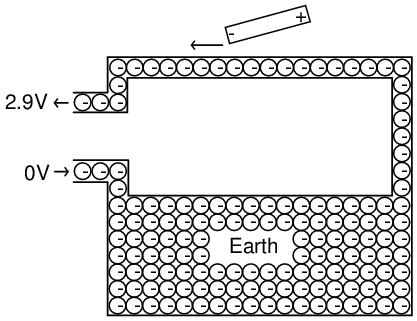 - +
←
2.9V ←
0V →
Earth